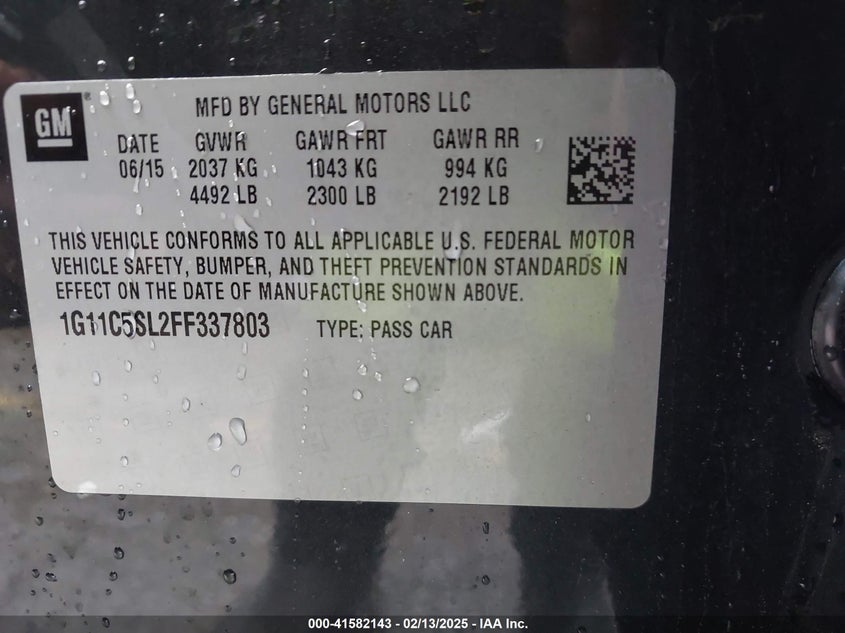 GM®
MFD BY GENERAL MOTORS LLC
DATE GVWR GAWR FRT GAWR RR
06/15 2037 KG 1043 KG 994 KG
4492 LB 2300 LB 2192 LB
THIS VEHICLE CONFORMS TO ALL APPLICABLE U.S. FEDERAL MOTOR
VEHICLE SAFETY, BUMPER, AND THEFT PREVENTION STANDARDS IN
EFFECT ON THE DATE OF MANUFACTURE SHOWN ABOVE.
1G11C5SL2FF337803 TYPE: PASS CAR
000-41582143 - 02/13/2025 - IAA Inc.